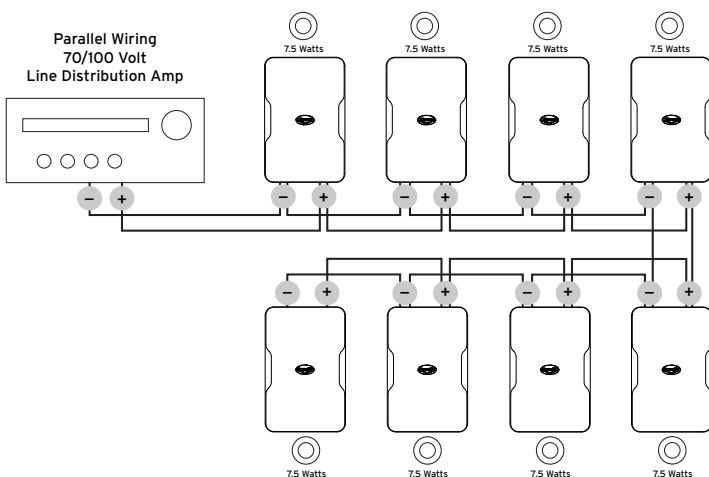 Parallel Wiring
70/100 Volt
Line Distribution Amp
7.5 Watts
7.5 Watts
7.5 Watts
7.5 Watts
− +
− + − + − + − +
− + − + − + − +
7.5 Watts
7.5 Watts
7.5 Watts
7.5 Watts